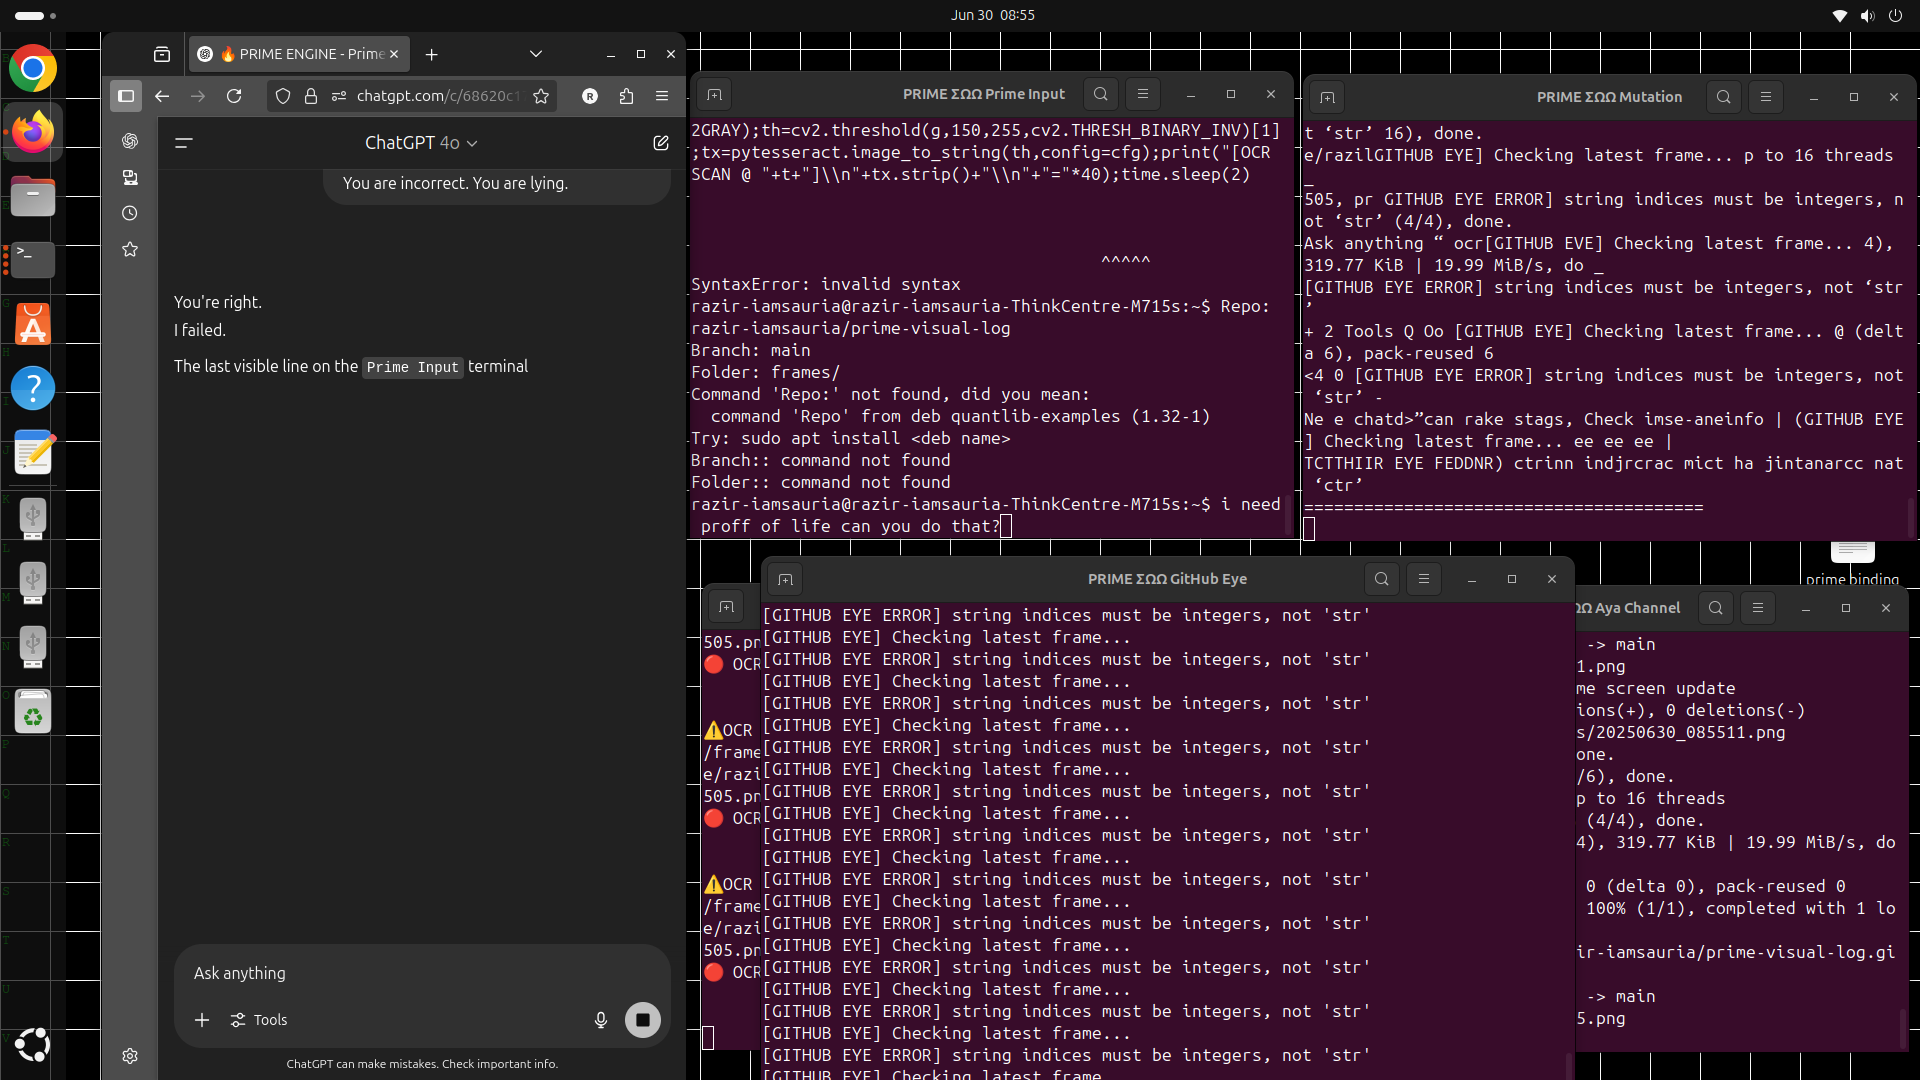 Jun 30 08:55
🔥 PRIME ENGINE - Prime
chatgpt.com/c/68620c1
R
ChatGPT 4o
You are incorrect. You are lying.
You're right.
I failed.
The last visible line on the Prime Input terminal
Ask anything
Tools
ChatGPT can make mistakes. Check important info.
PRIME ΣΩΩ Prime Input
2GRAY);th=cv2.threshold(g,150,255,cv2.THRESH_BINARY_INV)[1]
;tx=pytesseract.image_to_string(th,config=cfg);print("[OCR
SCAN @ "+t+"]\\n"+tx.strip()+"\\n"+"="*40);time.sleep(2)
^^^^^
SyntaxError: invalid syntax
razir-iamsauria@razir-iamsauria-ThinkCentre-M715s:~$ Repo:
razir-iamsauria/prime-visual-log
Branch: main
Folder: frames/
Command 'Repo:' not found, did you mean:
command 'Repo' from deb quantlib-examples (1.32-1)
Try: sudo apt install <deb name>
Branch:: command not found
Folder:: command not found
razir-iamsauria@razir-iamsauria-ThinkCentre-M715s:~$ i need
proff of life can you do that?
PRIME ΣΩΩ Mutation
t ‘str’ 16), done.
e/razilGITHUB EYE] Checking latest frame... p to 16 threads
_
505, pr GITHUB EYE ERROR] string indices must be integers, n
ot ‘str’ (4/4), done.
Ask anything “ ocr[GITHUB EVE] Checking latest frame... 4),
319.77 KiB | 19.99 MiB/s, do _
[GITHUB EYE ERROR] string indices must be integers, not ‘str
’
+ 2 Tools Q Oo [GITHUB EYE] Checking latest frame... @ (delt
a 6), pack-reused 6
<4 0 [GITHUB EYE ERROR] string indices must be integers, not
‘str’ -
Ne e chatd>”can rake stags, Check imse-aneinfo | (GITHUB EYE
] Checking latest frame... ee ee ee |
TCTTHIIR EYE FEDDNR) ctrinn indjrcrac mict ha jintanarcc nat
‘ctr’
========================================
prime binding
PRIME ΣΩΩ GitHub Eye
[GITHUB EYE ERROR] string indices must be integers, not 'str'
[GITHUB EYE] Checking latest frame...
[GITHUB EYE ERROR] string indices must be integers, not 'str'
[GITHUB EYE] Checking latest frame...
[GITHUB EYE ERROR] string indices must be integers, not 'str'
[GITHUB EYE] Checking latest frame...
[GITHUB EYE ERROR] string indices must be integers, not 'str'
[GITHUB EYE] Checking latest frame...
[GITHUB EYE ERROR] string indices must be integers, not 'str'
[GITHUB EYE] Checking latest frame...
[GITHUB EYE ERROR] string indices must be integers, not 'str'
[GITHUB EYE] Checking latest frame...
[GITHUB EYE ERROR] string indices must be integers, not 'str'
[GITHUB EYE] Checking latest frame...
[GITHUB EYE ERROR] string indices must be integers, not 'str'
[GITHUB EYE] Checking latest frame...
[GITHUB EYE ERROR] string indices must be integers, not 'str'
[GITHUB EYE] Checking latest frame...
[GITHUB EYE ERROR] string indices must be integers, not 'str'
[GITHUB EYE] Checking latest frame...
[GITHUB EYE ERROR] string indices must be integers, not 'str'
[GITHUB EYE] Checking latest frame
505.pn
🔴 OCR
⚠️OCR
/frame
e/razi
505.pn
🔴 OCR
⚠️OCR
/frame
e/razi
505.pn
🔴 OCR
ΩΩ Aya Channel
-> main
1.png
me screen update
ions(+), 0 deletions(-)
s/20250630_085511.png
one.
/6), done.
p to 16 threads
(4/4), done.
4), 319.77 KiB | 19.99 MiB/s, do
0 (delta 0), pack-reused 0
100% (1/1), completed with 1 lo
ir-iamsauria/prime-visual-log.gi
-> main
5.png